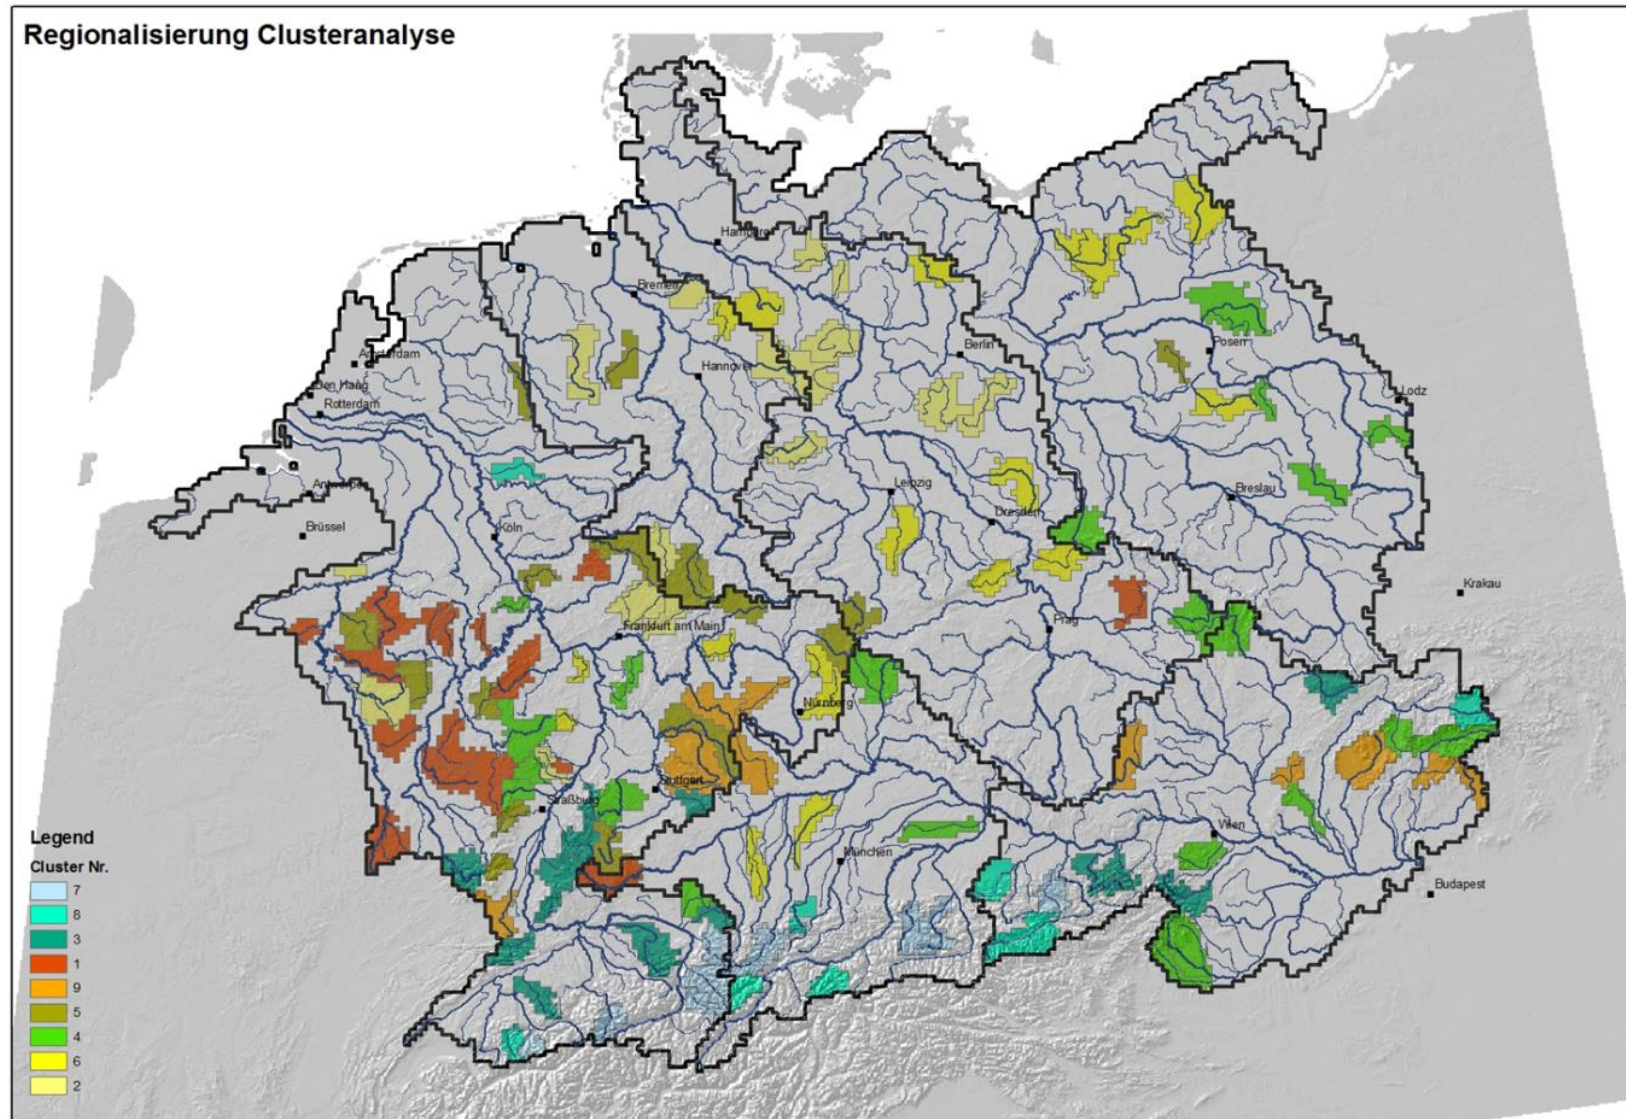 Regionalisierung Clusteranalyse
Hamburg
Bremen
Berlin
Posen
Amsterdam
Hannover
Den Haag
Lodz
Rotterdam
Leipzig
Breslau
Antwerpen
Dresden
Brüssel
Köln
Krakau
Frankfurt am Main
Prag
Nürnberg
Stuttgart
Straßburg
Wien
München
Budapest
Legend
Cluster Nr.
7
8
3
1
9
5
4
6
2